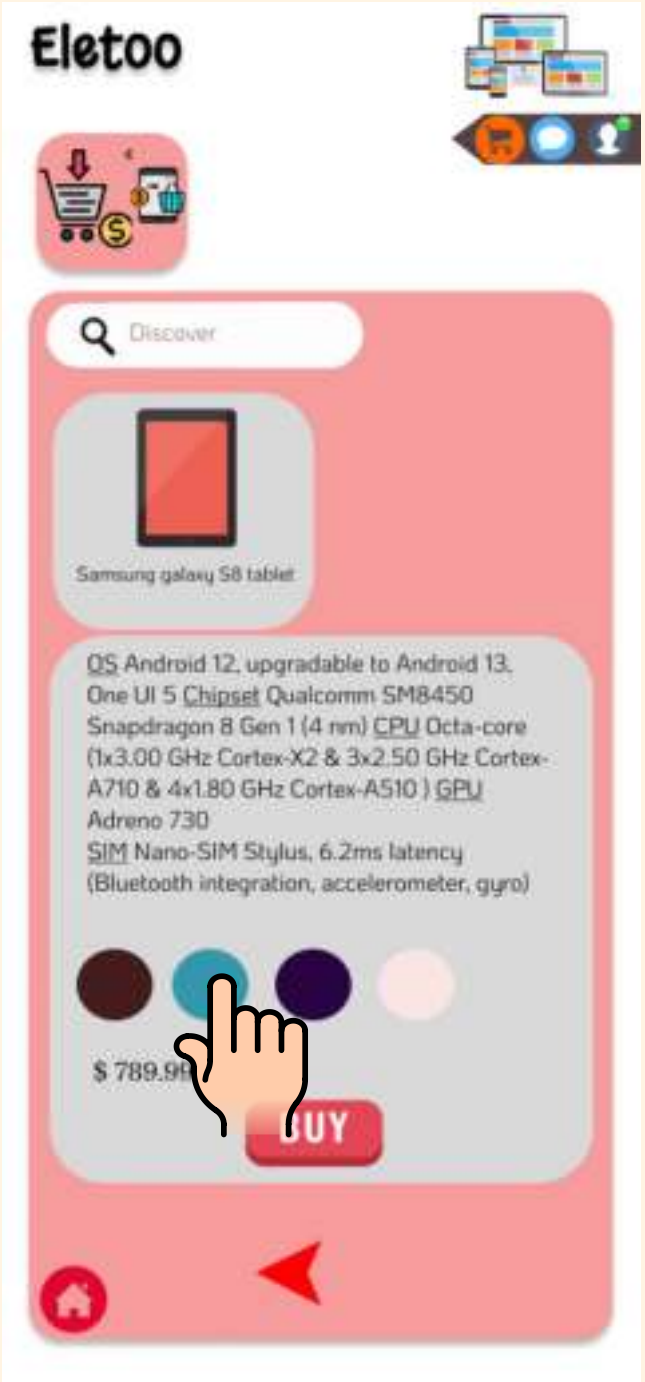 Eletoo
$
Discover
Samsung galaxy S8 tablet
OS Android 12, upgradable to Android 13,
One UI 5 Chipset Qualcomm SM8450
Snapdragon 8 Gen 1 (4 nm) CPU Octa-core
(1x3.00 GHz Cortex-X2 & 3x2.50 GHz Cortex-
A710 & 4x1.80 GHz Cortex-A510 ) GPU
Adreno 730
SIM Nano-SIM Stylus, 6.2ms latency
(Bluetooth integration, accelerometer, gyro)
$ 789.99
BUY